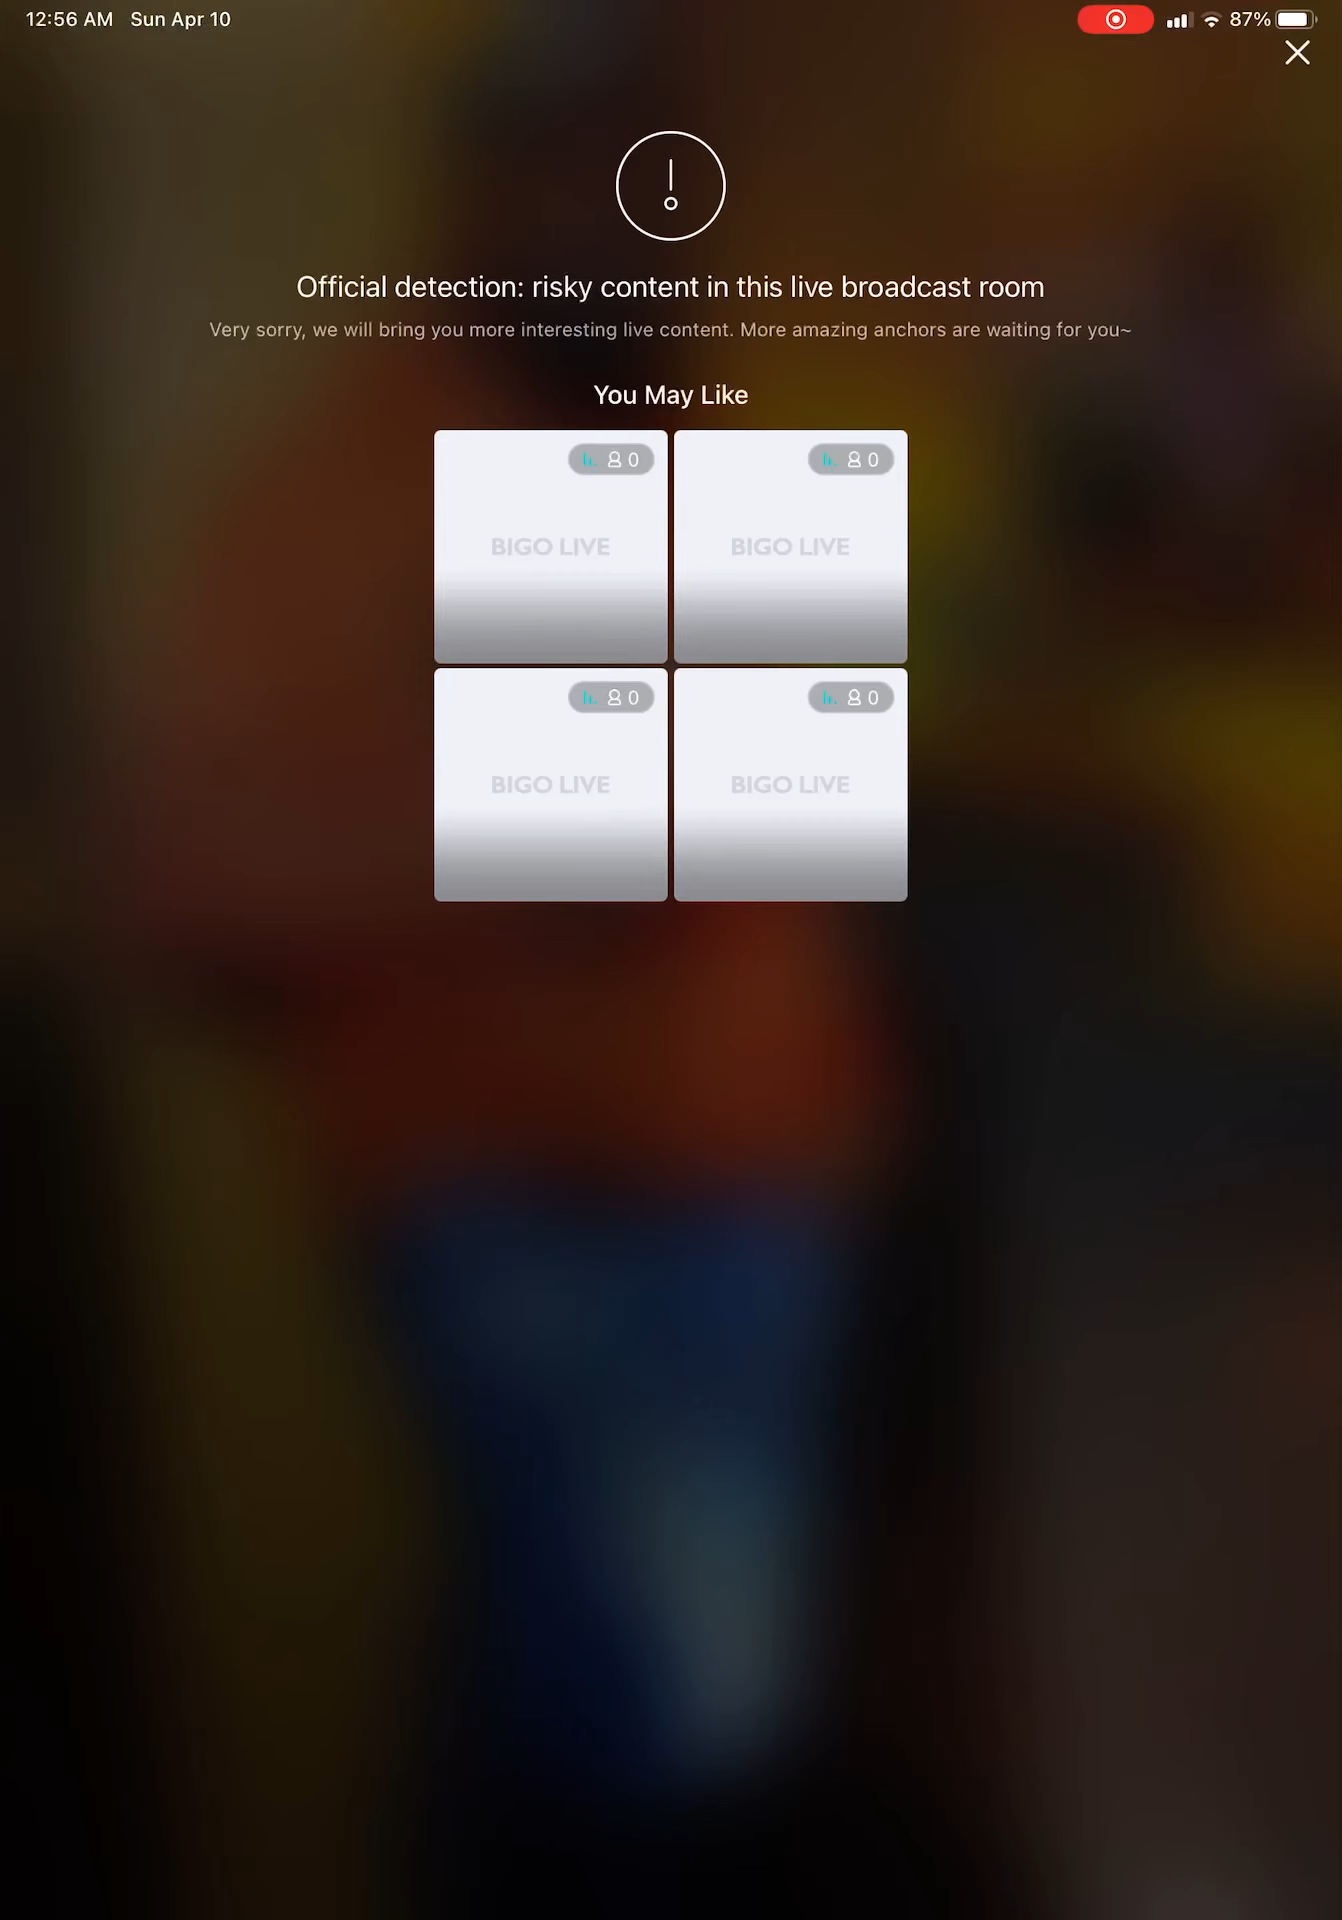 12:56 AM Sun Apr 10 87%
Official detection: risky content in this live broadcast room
Very sorry, we will bring you more interesting live content. More amazing anchors are waiting for you~
You May Like
0 0
BIGO LIVE BIGO LIVE
0 0
BIGO LIVE BIGO LIVE